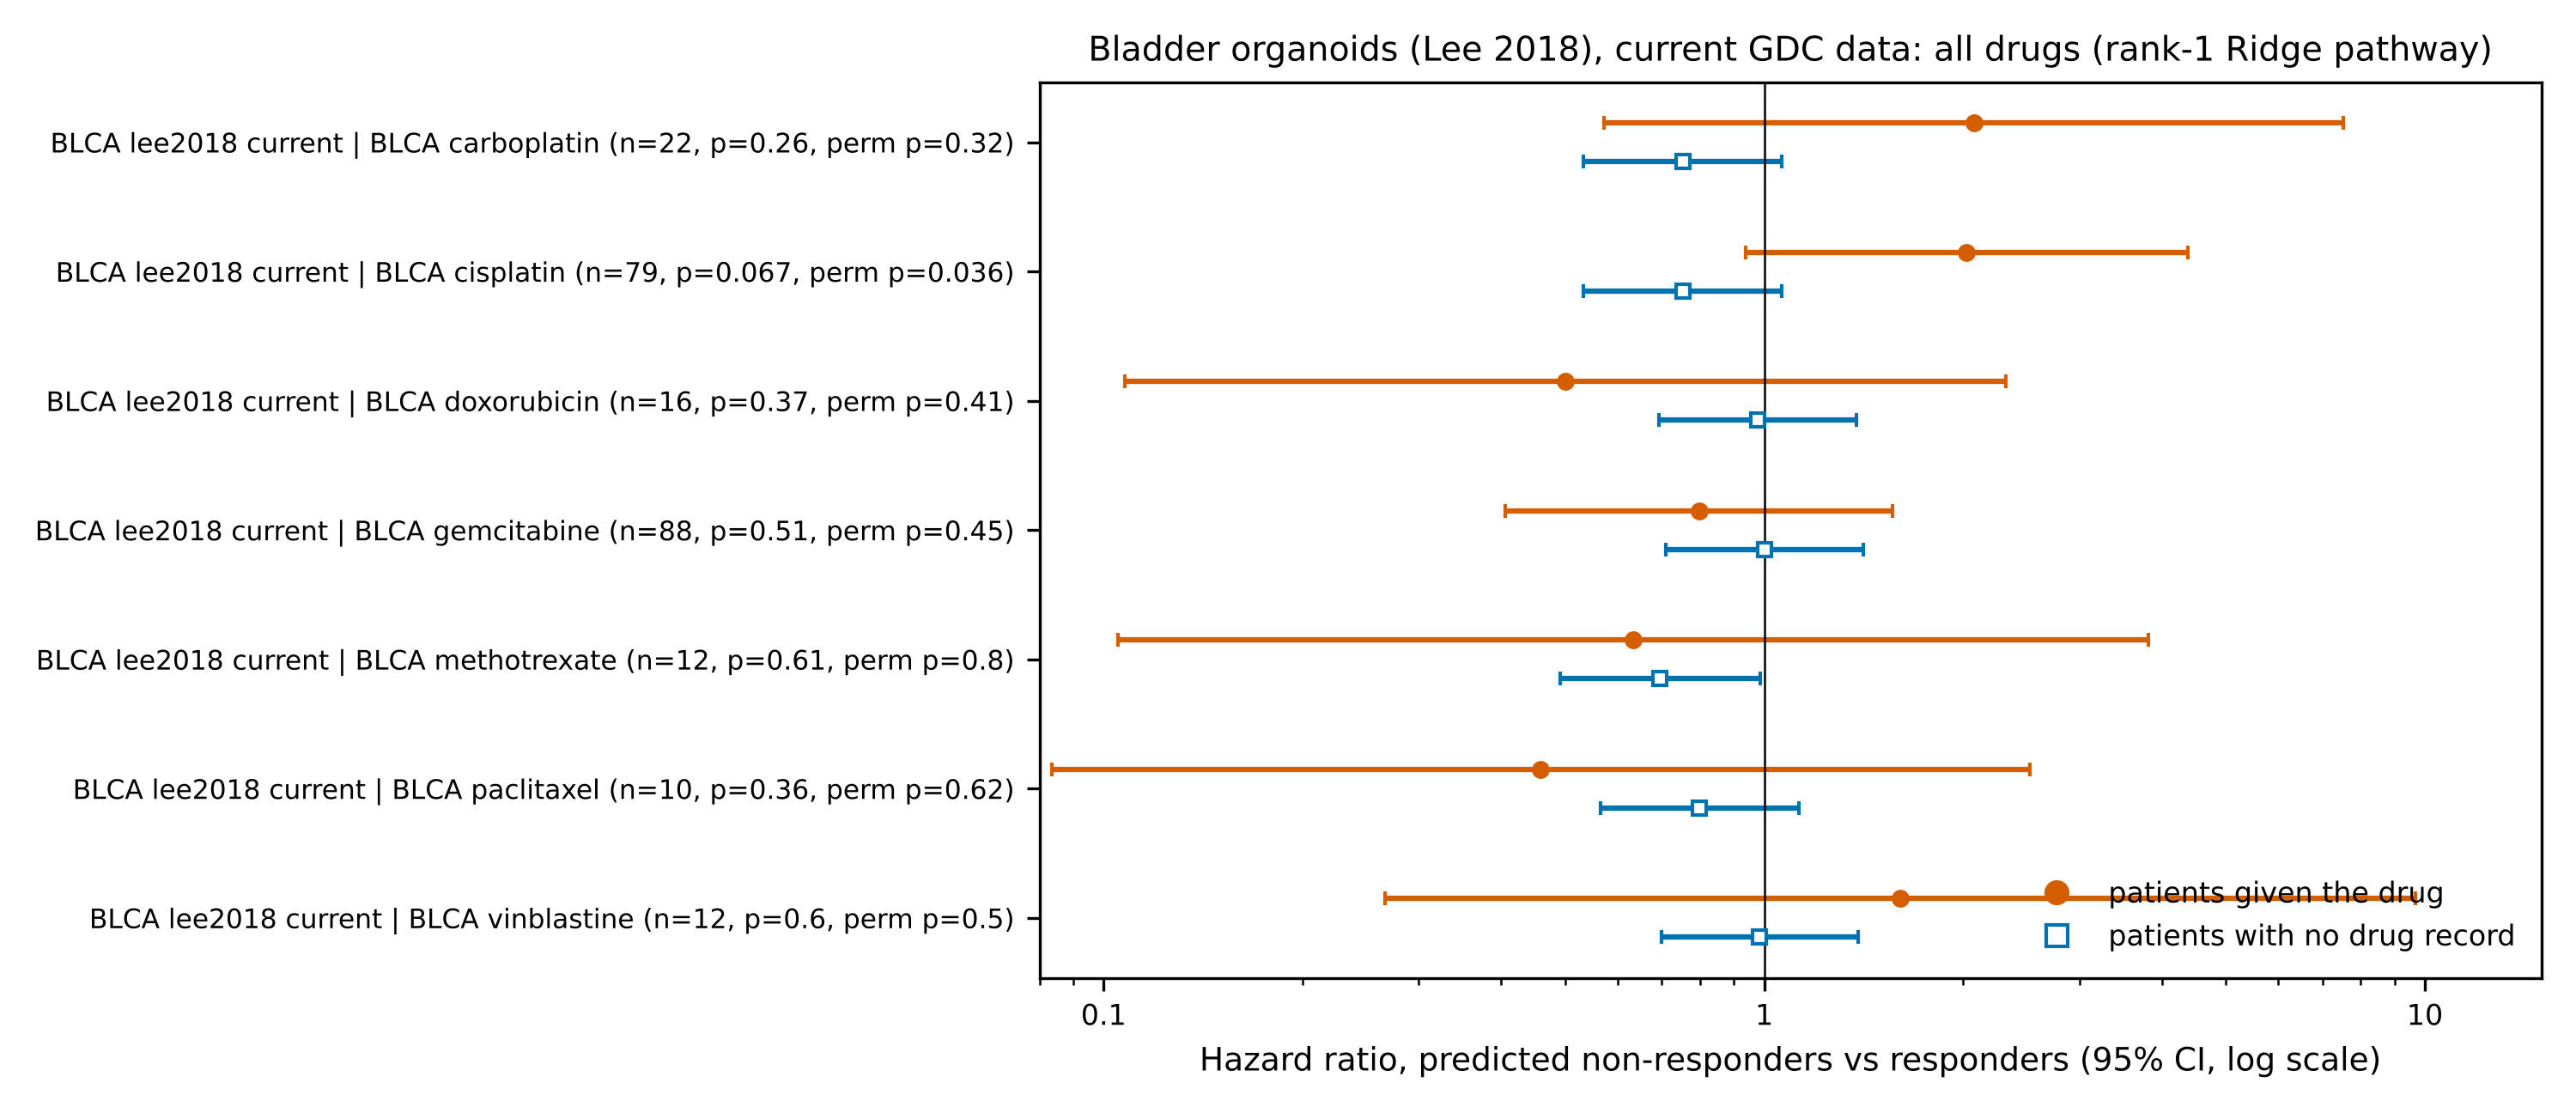 Bladder organoids (Lee 2018), current GDC data: all drugs (rank-1 Ridge pathway)
BLCA lee2018 current | BLCA carboplatin (n=22, p=0.26, perm p=0.32)
BLCA lee2018 current | BLCA cisplatin (n=79, p=0.067, perm p=0.036)
BLCA lee2018 current | BLCA doxorubicin (n=16, p=0.37, perm p=0.41)
BLCA lee2018 current | BLCA gemcitabine (n=88, p=0.51, perm p=0.45)
BLCA lee2018 current | BLCA methotrexate (n=12, p=0.61, perm p=0.8)
BLCA lee2018 current | BLCA paclitaxel (n=10, p=0.36, perm p=0.62)
BLCA lee2018 current | BLCA vinblastine (n=12, p=0.6, perm p=0.5)
patients given the drug
patients with no drug record
0.1 1 10
Hazard ratio, predicted non-responders vs responders (95% CI, log scale)